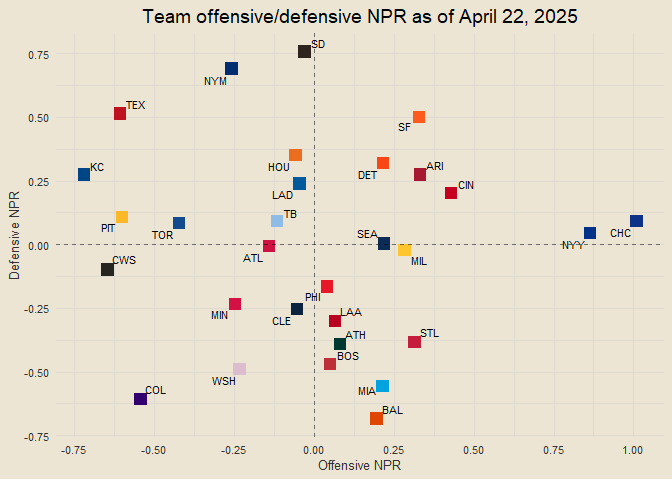 Team offensive/defensive NPR as of April 22, 2025
SD
0.75
NYM
TEX
0.50
SF
HOU
DET
ARI
KC
0.25
LAD
CIN
PIT
TOR
TB
SEA
CHC
NYY
0.00
ATL
MIL
CWS
Defensive NPR
PHI
-0.25
MIN
CLE
LAA
ATH
STL
BOS
-0.50
WSH
MIA
COL
BAL
-0.75
-0.75 -0.50 -0.25 0.00 0.25 0.50 0.75 1.00
Offensive NPR